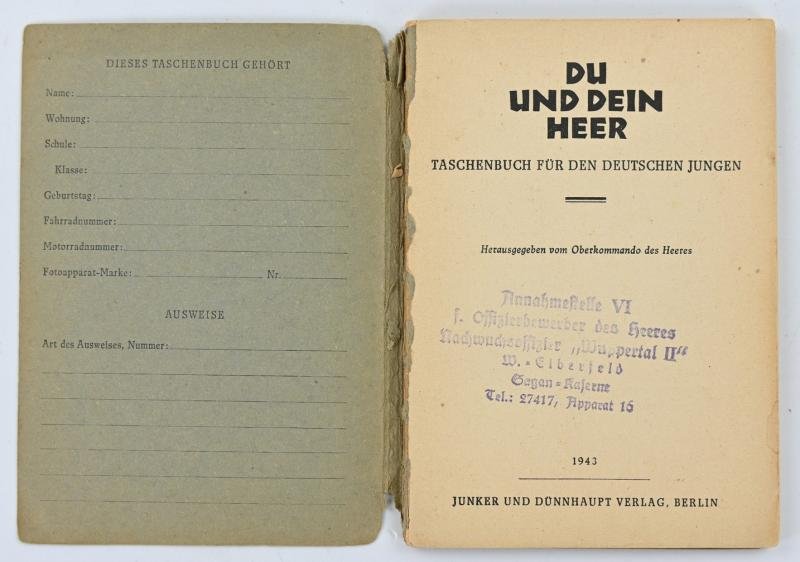 DIESES TASCHENBUCH GEHÖRT
Name:
Wohnung:
Schule:
Klasse:
Geburtstag:
Fahrradnummer:
Motorradnummer:
Fotoapparat-Marke: Nr.
AUSWEISE
Art des Ausweises, Nummer:
DU
UND DEIN
HEER
TASCHENBUCH FÜR DEN DEUTSCHEN JUNGEN
Herausgegeben vom Oberkommando des Heeres
Annahmestelle VI
f. Offizierbewerber des Heeres
Nachwuchsoffizier „Wuppertal II“
W.-Elberfeld
Sagan-Kaserne
Tel.: 27417, Apparat 16
1943
JUNKER UND DÜNNHAUPT VERLAG, BERLIN